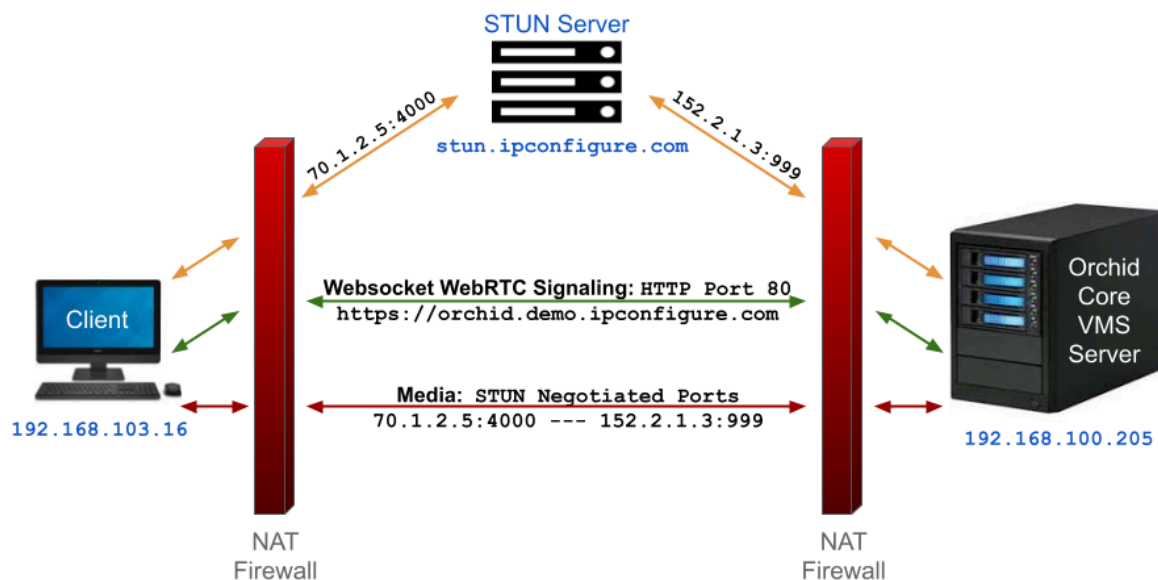 STUN Server
stun.ipconfigure.com
70.1.2.5:4000
152.2.1.3:999
Websocket WebRTC Signaling: HTTP Port 80
https://orchid.demo.ipconfigure.com
Client
Orchid
Core
VMS
Server
Media: STUN Negotiated Ports
70.1.2.5:4000 --- 152.2.1.3:999
192.168.103.16
192.168.100.205
NAT
Firewall
NAT
Firewall